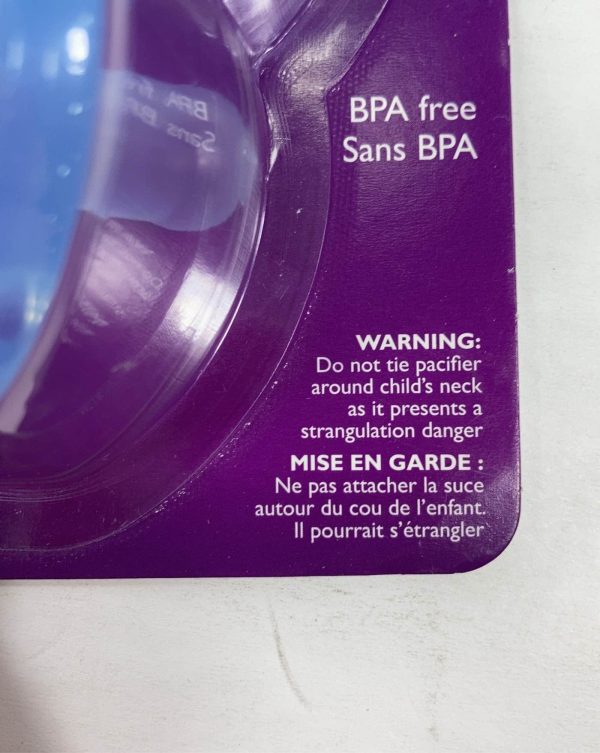 BPA free
Sans BPA
WARNING:
Do not tie pacifier
around child's neck
as it presents a
strangulation danger
MISE EN GARDE :
Ne pas attacher la suce
autour du cou de l'enfant.
Il pourrait s'étrangler